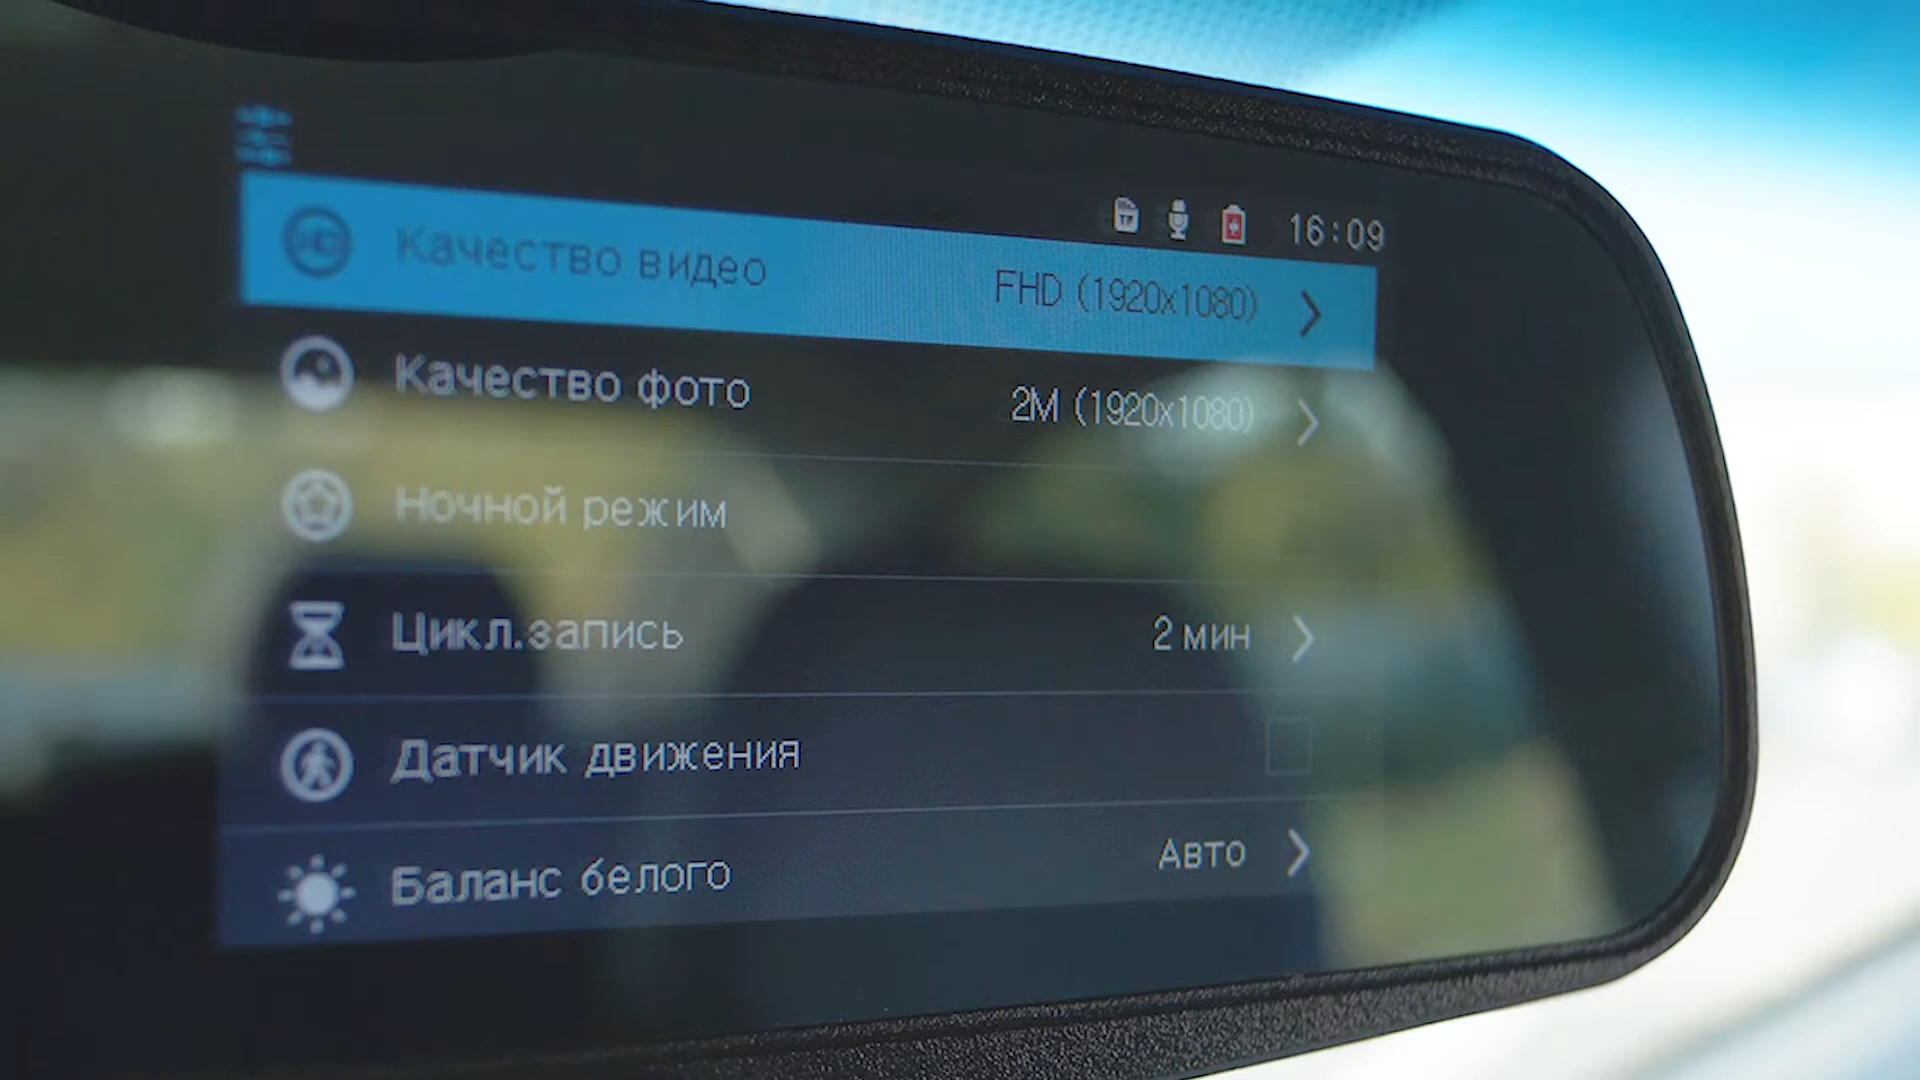 16:09
Качество видео FHD (1920x1080)
Качество фото 2M (1920x1080)
Ночной режим
Цикл.запись 2 мин
Датчик движения
Баланс белого Авто